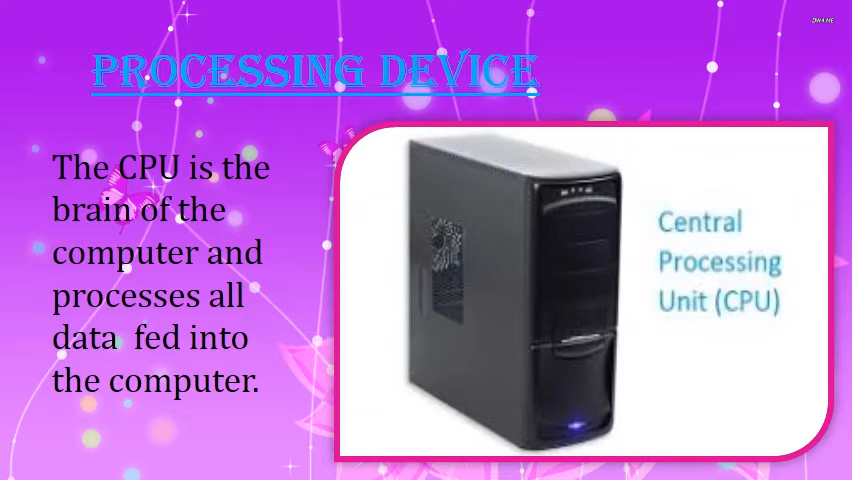 PROCESSING DEVICE
The CPU is the
brain of the
computer and
processes all
data fed into
the computer.
Central
Processing
Unit (CPU)